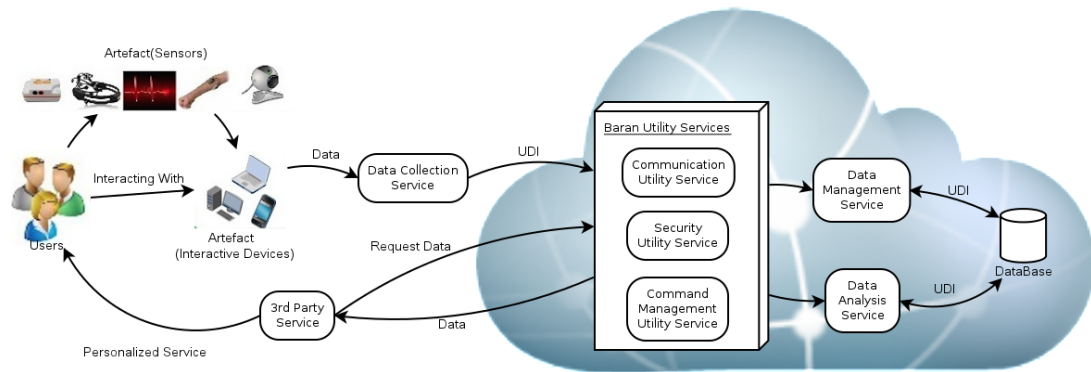 Artefact(Sensors)
Baran Utility Services
Communication
Utility Service
Data
UDI
Data Collection
Service
Interacting With
Data
Management
Service
UDI
Users
Artefact
(Interactive Devices)
Request Data
Security
Utility Service
DataBase
3rd Party
Service
Data
Command
Management
Utility Service
Data
Analysis
Service
UDI
Personalized Service